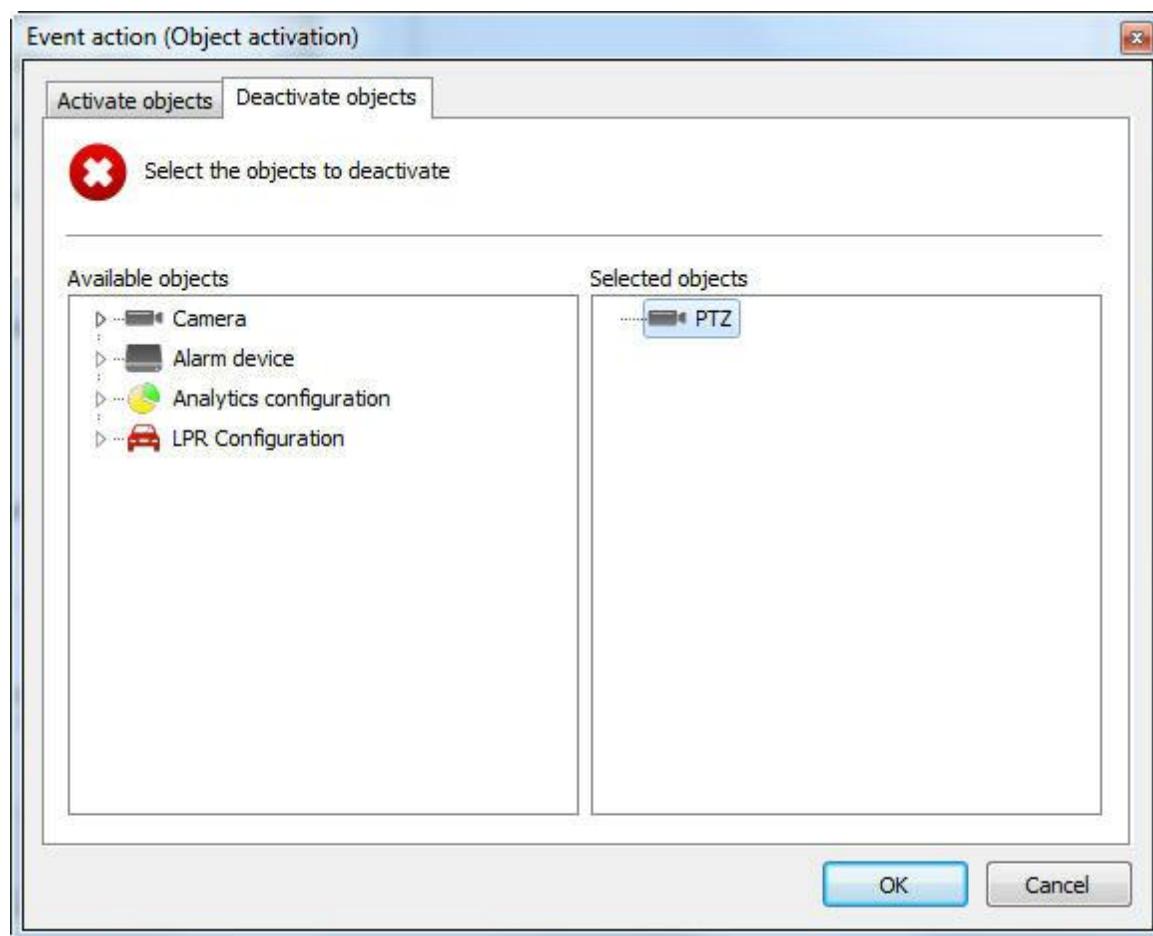 Event action (Object activation)
Activate objects Deactivate objects
Select the objects to deactivate
Available objects Selected objects
Camera PTZ
Alarm device
Analytics configuration
LPR Configuration
OK Cancel